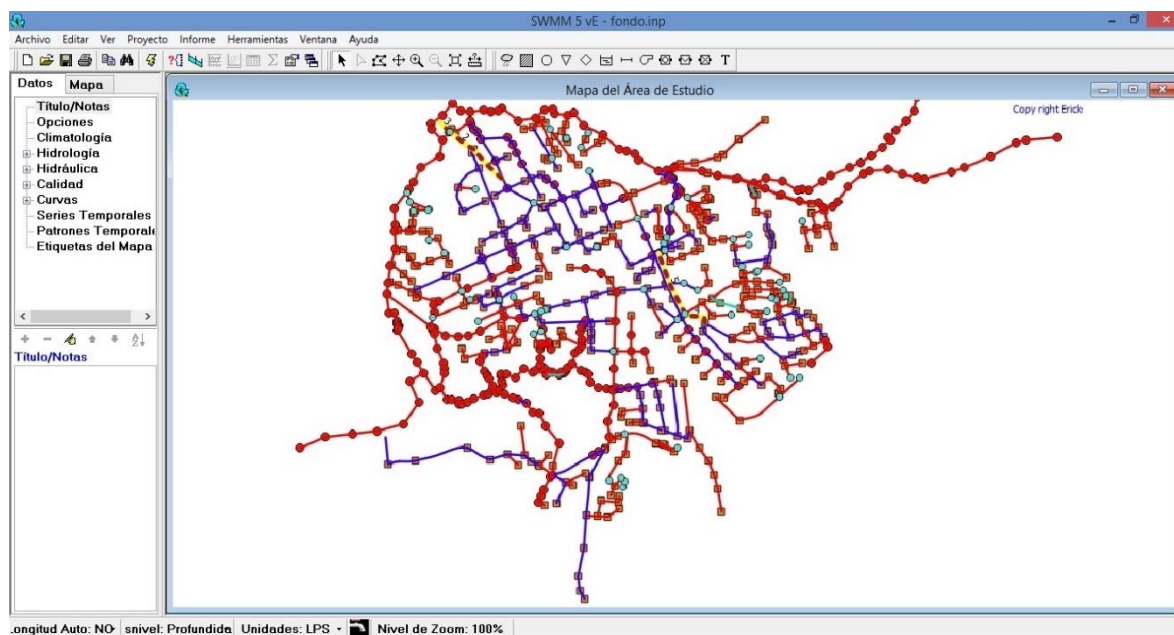 SWMM 5 vE - fondo.inp
Archivo Editar Ver Proyecto Informe Herramientas Ventana Ayuda
T
Datos Mapa
Título/Notas
Opciones
Climatología
Hidrología
Hidráulica
Calidad
Curvas
Series Temporales
Patrones Temporale
Etiquetas del Mapa
Título/Notas
Mapa del Área de Estudio
Copy right Erick
.ongitud Auto: NO snivel: Profundida Unidades: LPS Nivel de Zoom: 100%